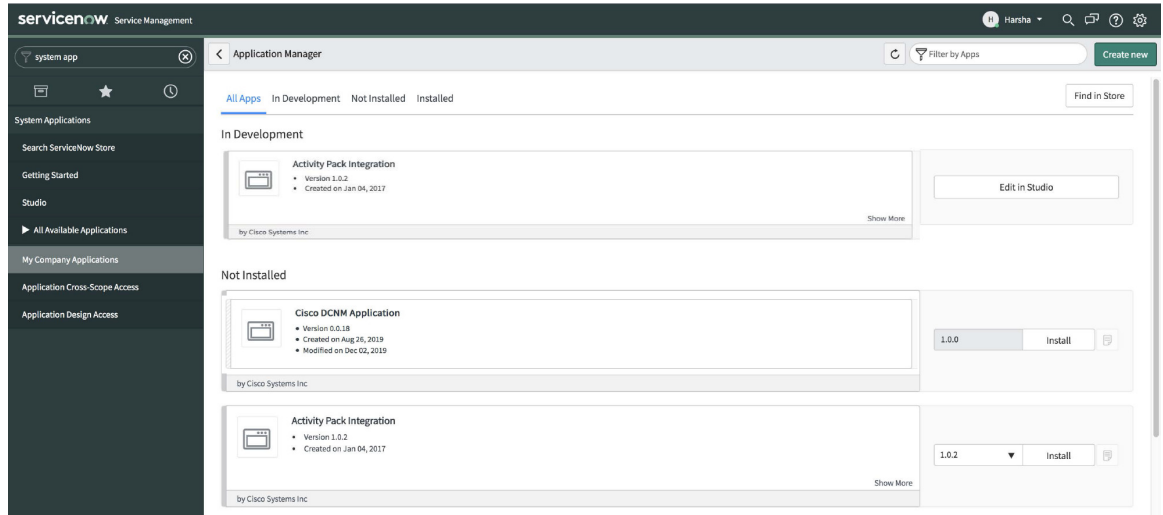 servicenow Service Management
H Harsha
system app
Application Manager
Filter by Apps
Create new
All Apps In Development Not Installed Installed
Find in Store
System Applications
Search ServiceNow Store
Getting Started
Studio
All Available Applications
My Company Applications
Application Cross-Scope Access
Application Design Access
In Development
Activity Pack Integration
• Version 1.0.2
• Created on Jan 04, 2017
Show More
by Cisco Systems Inc
Edit in Studio
Not Installed
Cisco DCNM Application
• Version 0.0.18
• Created on Aug 26, 2019
• Modified on Dec 02, 2019
by Cisco Systems Inc
1.0.0 Install
Activity Pack Integration
• Version 1.0.2
• Created on Jan 04, 2017
Show More
by Cisco Systems Inc
1.0.2 Install